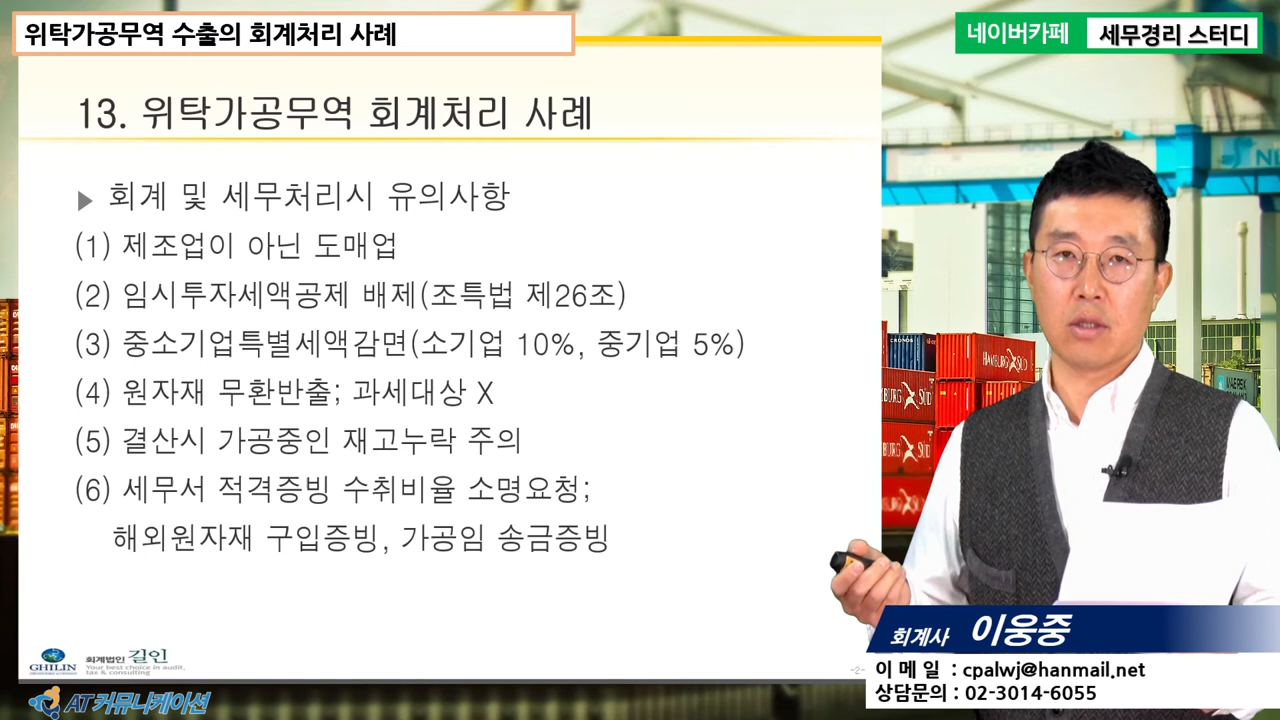 위탁가공무역 수출의 회계처리 사례
네이버카페 세무경리 스터디
13. 위탁가공무역 회계처리 사례
▶ 회계 및 세무처리시 유의사항
(1) 제조업이 아닌 도매업
(2) 임시투자세액공제 배제(조특법 제26조)
(3) 중소기업특별세액감면(소기업 10%, 중기업 5%)
(4) 원자재 무환반출; 과세대상 X
(5) 결산시 가공중인 재고누락 주의
(6) 세무서 적격증빙 수취비율 소명요청;
해외원자재 구입증빙, 가공임 송금증빙
HAMBURG SÜD
회계사 이웅중
이 메 일 : cpalwj@hanmail.net
상담문의 : 02-3014-6055
GHILIN
회계법인 길인
Your best choice in audit,
tax & consulting
-2-
AT커뮤니케이션